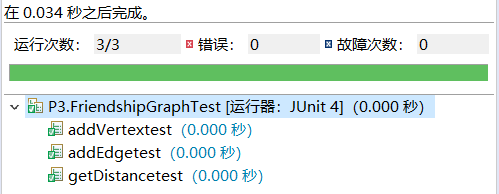 在 0.034 秒之后完成。
运行次数： 3/3 错误： 0 故障次数： 0
P3.FriendshipGraphTest [运行器：JUnit 4] (0.000 秒)
addVertextest (0.000 秒)
addEdgetest (0.000 秒)
getDistancetest (0.000 秒)